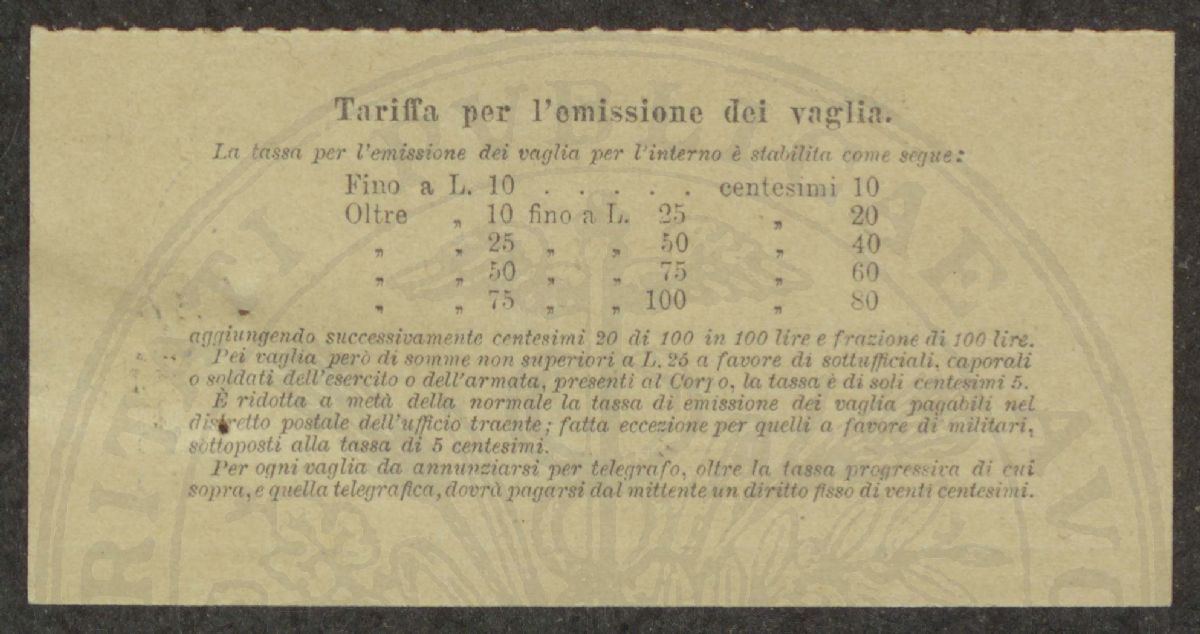 Tariffa per l'emissione dei vaglia.
La tassa per l'emissione dei vaglia per l'interno è stabilita come segue:
Fino a L. 10 . . . . . centesimi 10
Oltre „ 10 fino a L. 25 „ 20
„ „ 25 „ „ 50 „ 40
„ „ 50 „ „ 75 „ 60
„ „ 75 „ „ 100 „ 80
aggiungendo successivamente centesimi 20 di 100 in 100 lire e frazione di 100 lire.
Pei vaglia però di somme non superiori a L. 25 a favore di sottufficiali, caporali
o soldati dell'esercito o dell'armata, presenti al Corpo, la tassa è di soli centesimi 5.
È ridotta a metà della normale la tassa di emissione dei vaglia pagabili nel
distretto postale dell'ufficio traente; fatta eccezione per quelli a favore di militari,
sottoposti alla tassa di 5 centesimi.
Per ogni vaglia da annunziarsi per telegrafo, oltre la tassa progressiva di cui
sopra, e quella telegrafica, dovrà pagarsi dal mittente un diritto fisso di venti centesimi.